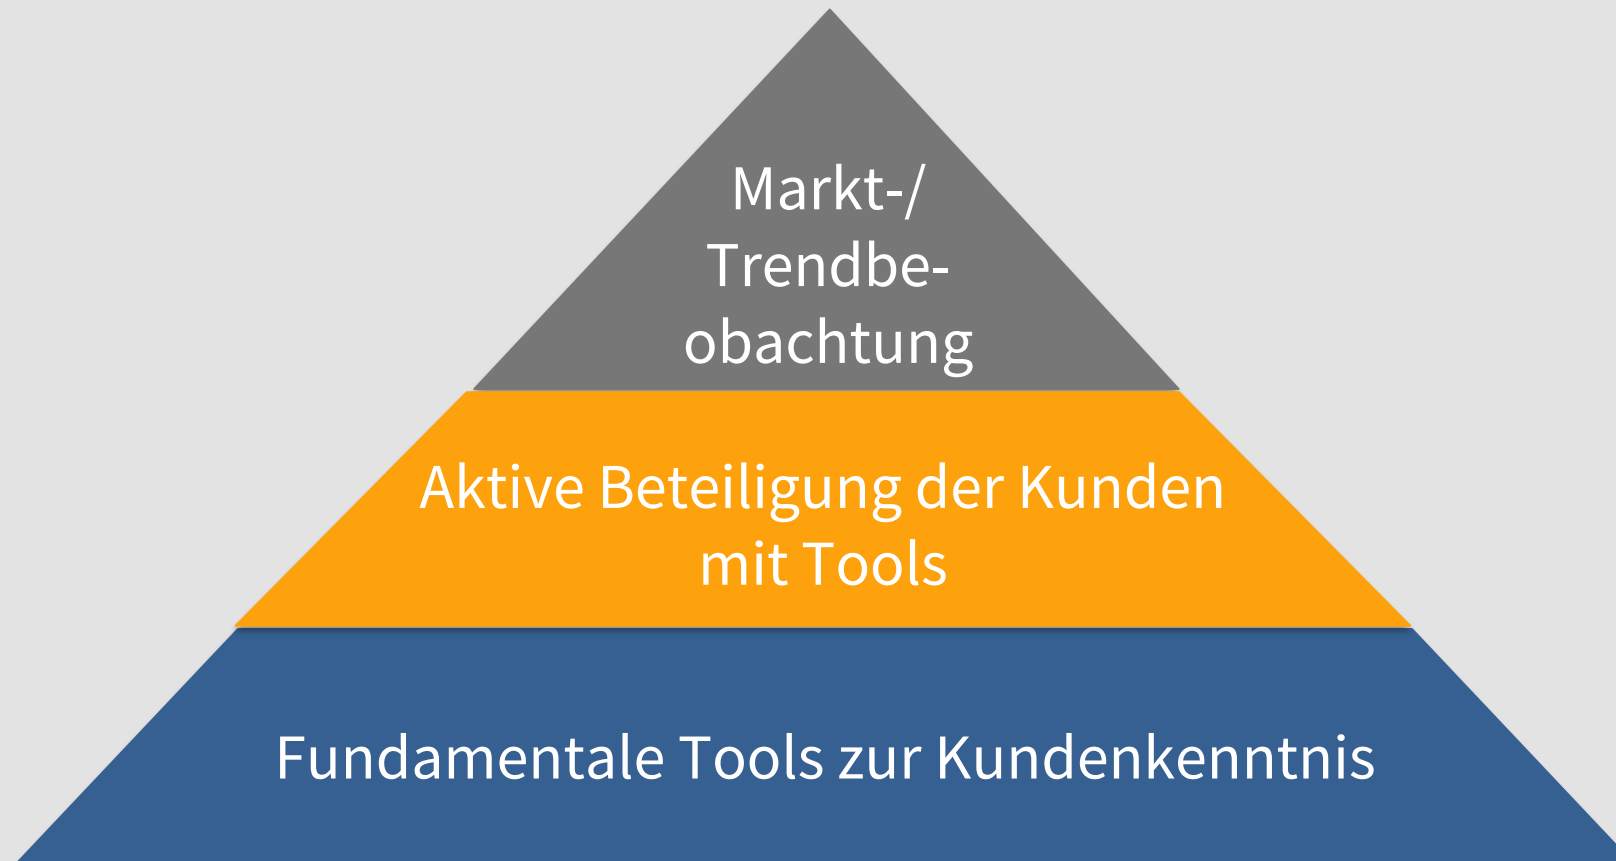 Markt-/
Trendbe-
obachtung
Aktive Beteiligung der Kunden
mit Tools
Fundamentale Tools zur Kundenkenntnis